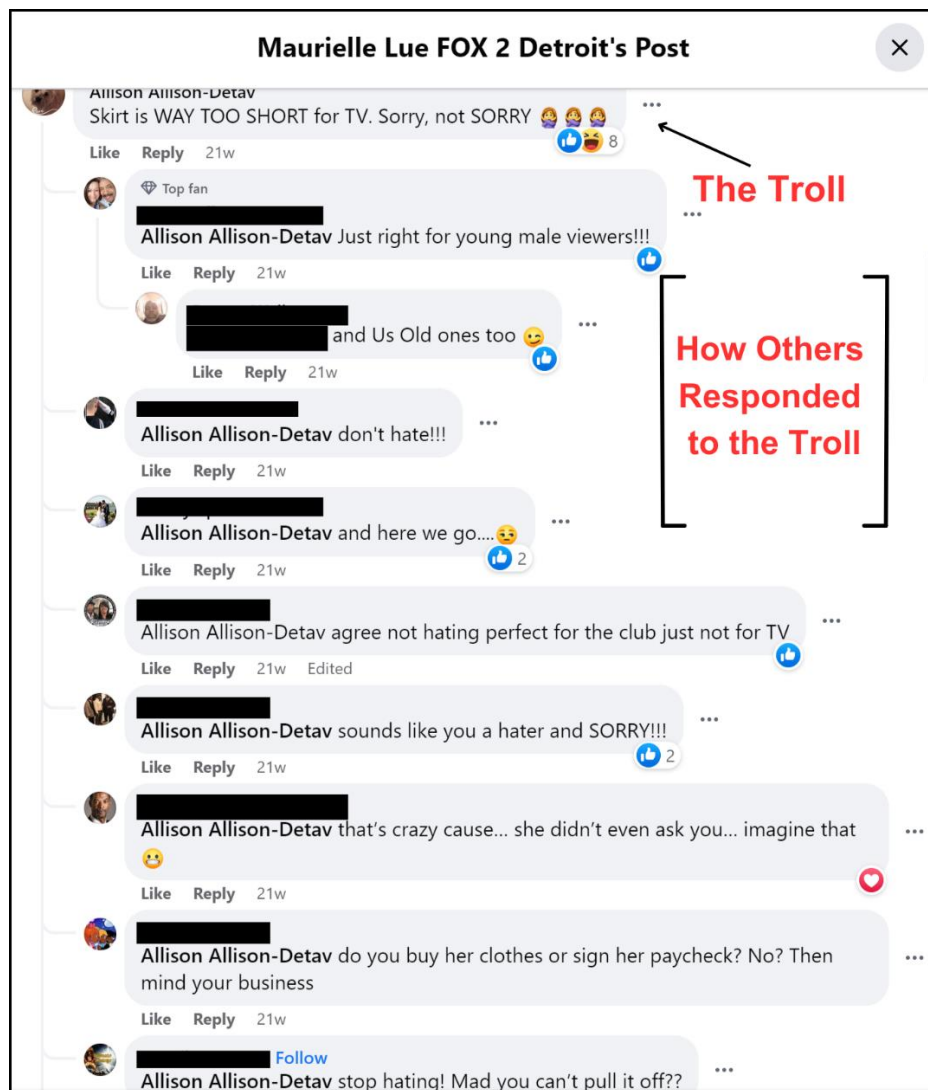 Maurielle Lue FOX 2 Detroit's Post
Allison Allison-Detav
Skirt is WAY TOO SHORT for TV. Sorry, not SORRY 🤦‍♀️🤦‍♀️🤦‍♀️
8
Like Reply 21w
The Troll
Top fan
Allison Allison-Detav Just right for young male viewers!!!
Like Reply 21w
and Us Old ones too 😉
Like Reply 21w
How Others
Responded
to the Troll
Allison Allison-Detav don't hate!!!
Like Reply 21w
Allison Allison-Detav and here we go....😒
2
Like Reply 21w
Allison Allison-Detav agree not hating perfect for the club just not for TV
Like Reply 21w Edited
Allison Allison-Detav sounds like you a hater and SORRY!!!
2
Like Reply 21w
Allison Allison-Detav that's crazy cause... she didn't even ask you... imagine that
😬
Like Reply 21w
Allison Allison-Detav do you buy her clothes or sign her paycheck? No? Then
mind your business
Like Reply 21w
Follow
Allison Allison-Detav stop hating! Mad you can't pull it off??